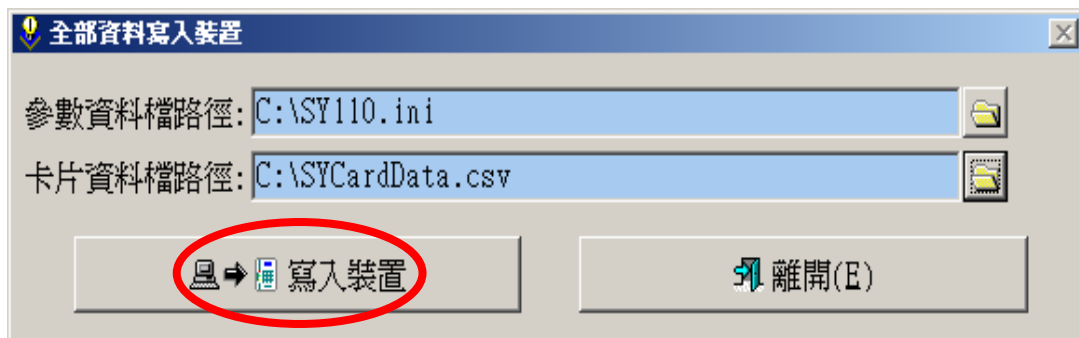 全部資料寫入裝置
參數資料檔路徑: C:\SY110.ini
卡片資料檔路徑: C:\SYCardData.csv
寫入裝置 離開(E)